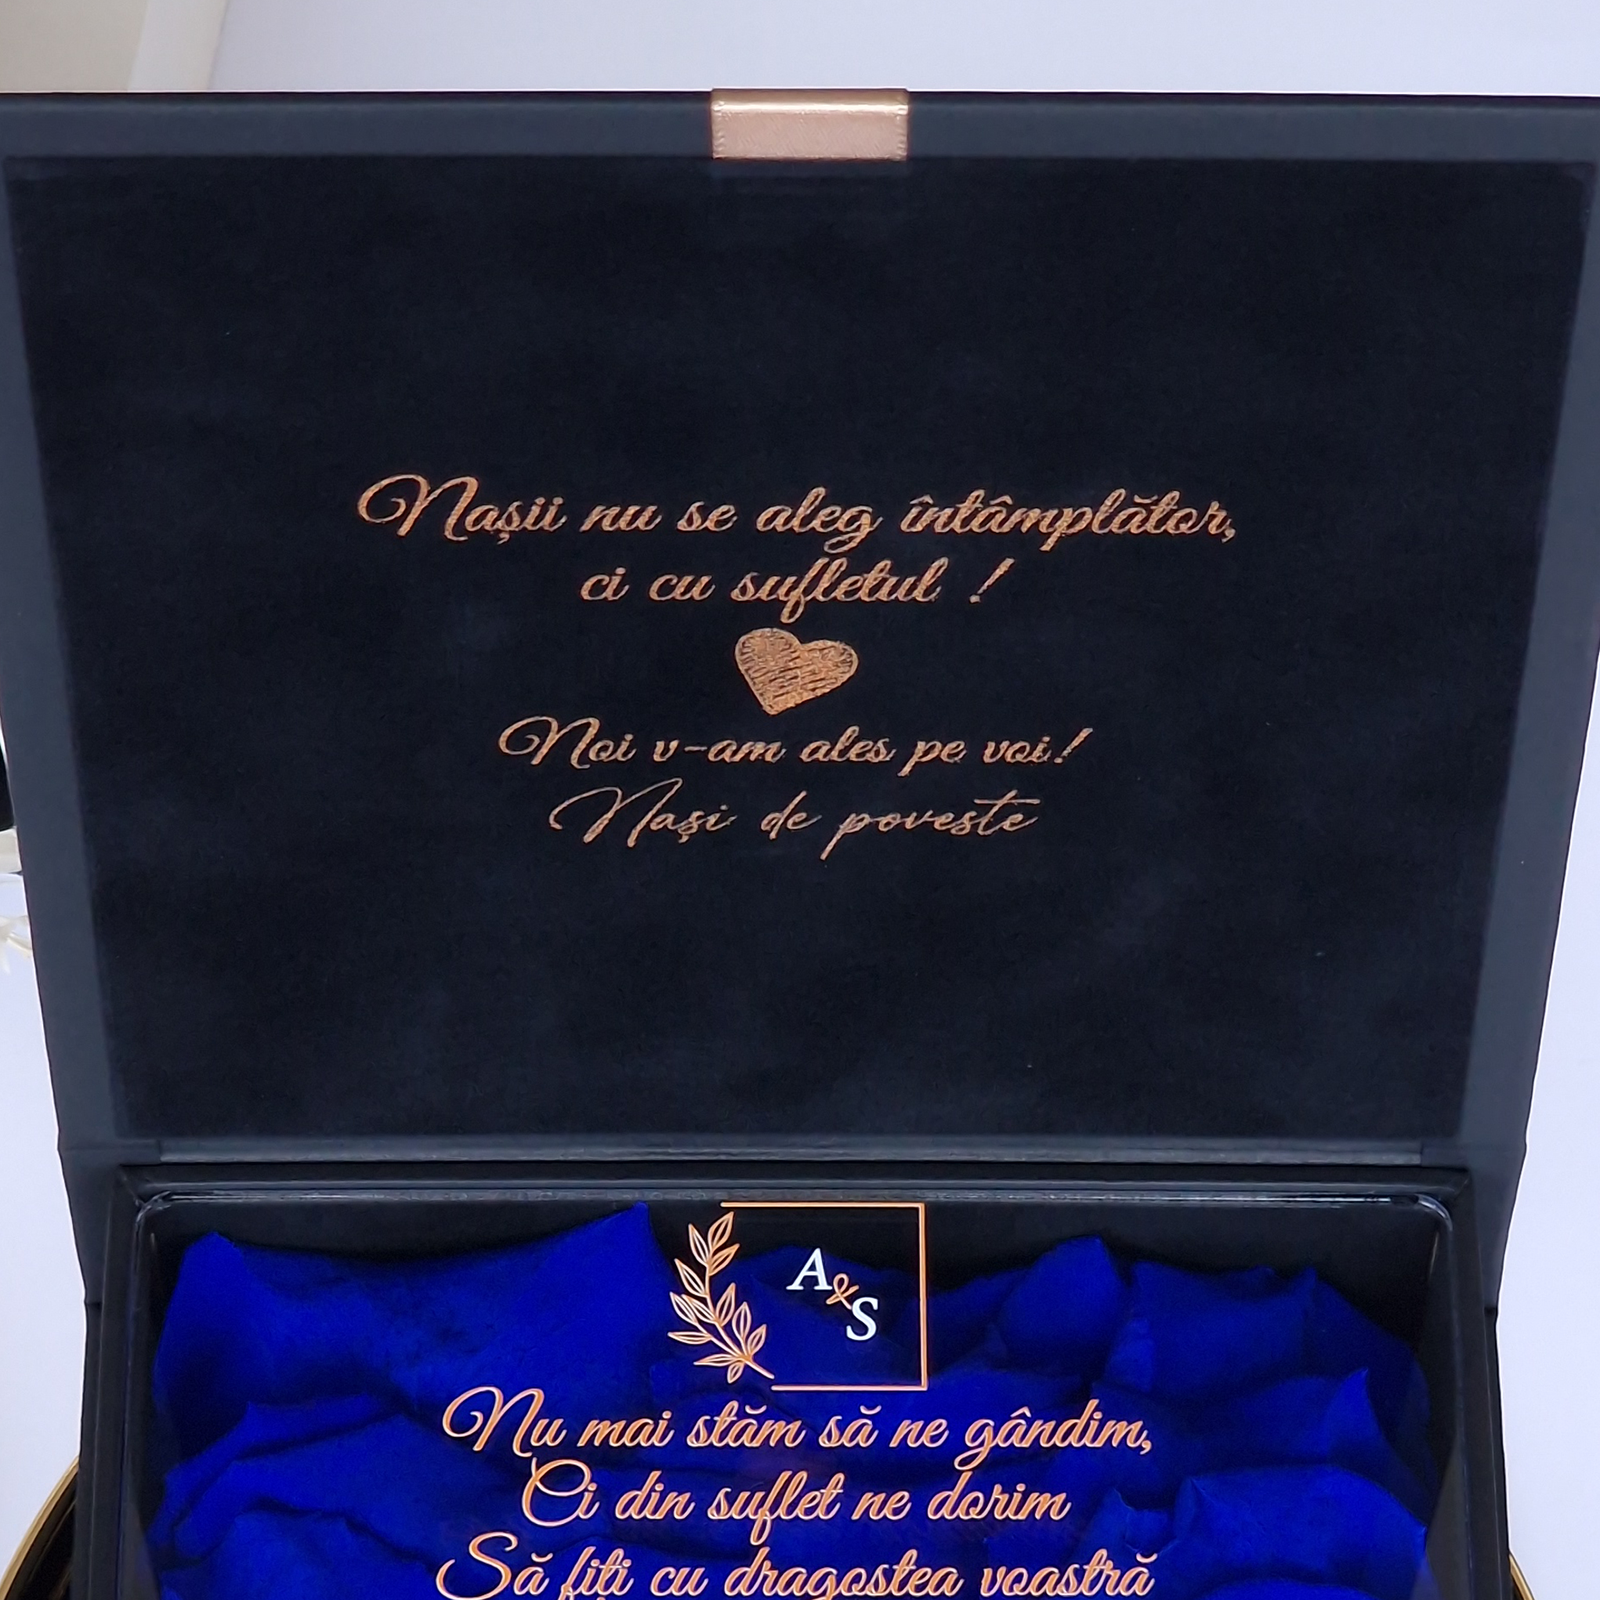 Nașii nu se aleg întâmplător,
ci cu sufletul !
Noi v-am ales pe voi!
Nași de poveste
A&S
Nu mai stăm să ne gândim,
Ci din suflet ne dorim
Să fiți cu dragostea voastră